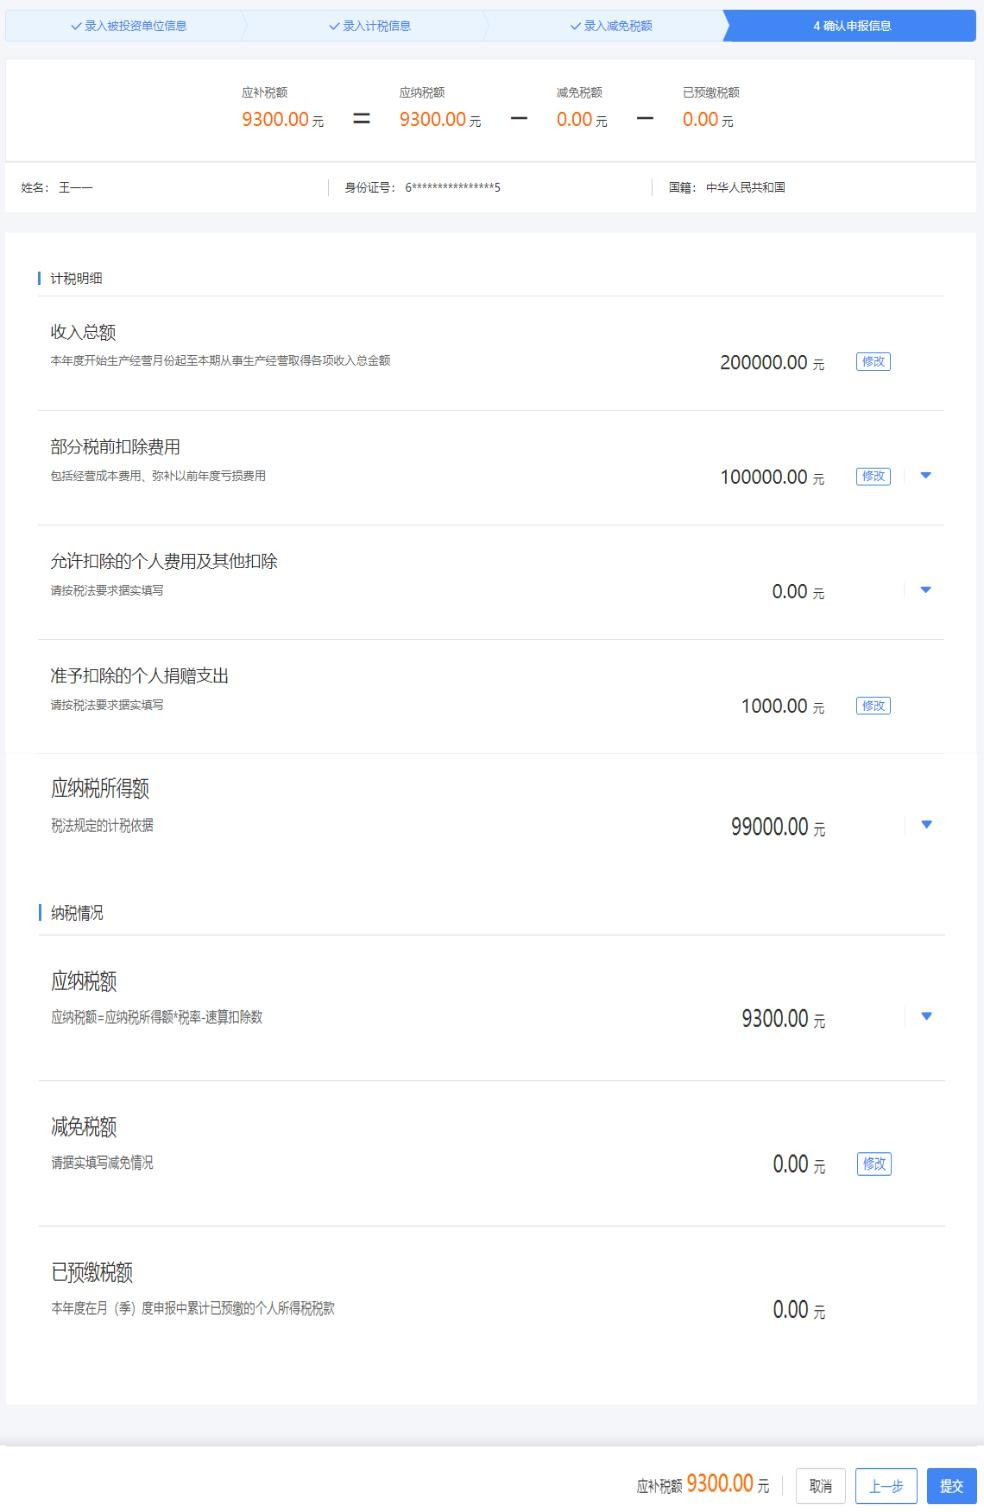 录入被投资单位信息 录入计税信息 录入减免税额 4 确认申报信息
应补税额 应纳税额 减免税额 已预缴税额
9300.00 元 = 9300.00 元 − 0.00 元 − 0.00 元
姓名： 王一一 身份证号： 6****************5 国籍： 中华人民共和国
计税明细
收入总额
本年度开始生产经营月份起至本期从事生产经营取得各项收入总金额 200000.00 元 修改
部分税前扣除费用
包括经营成本费用、弥补以前年度亏损费用 100000.00 元 修改
允许扣除的个人费用及其他扣除
请按税法要求据实填写 0.00 元
准予扣除的个人捐赠支出
请按税法要求据实填写 1000.00 元 修改
应纳税所得额
税法规定的计税依据 99000.00 元
纳税情况
应纳税额
应纳税额=应纳税所得额*税率-速算扣除数 9300.00 元
减免税额
请据实填写减免情况 0.00 元 修改
已预缴税额
本年度在月（季）度申报中累计已预缴的个人所得税税款 0.00 元
应补税额 9300.00 元 取消 上一步 提交